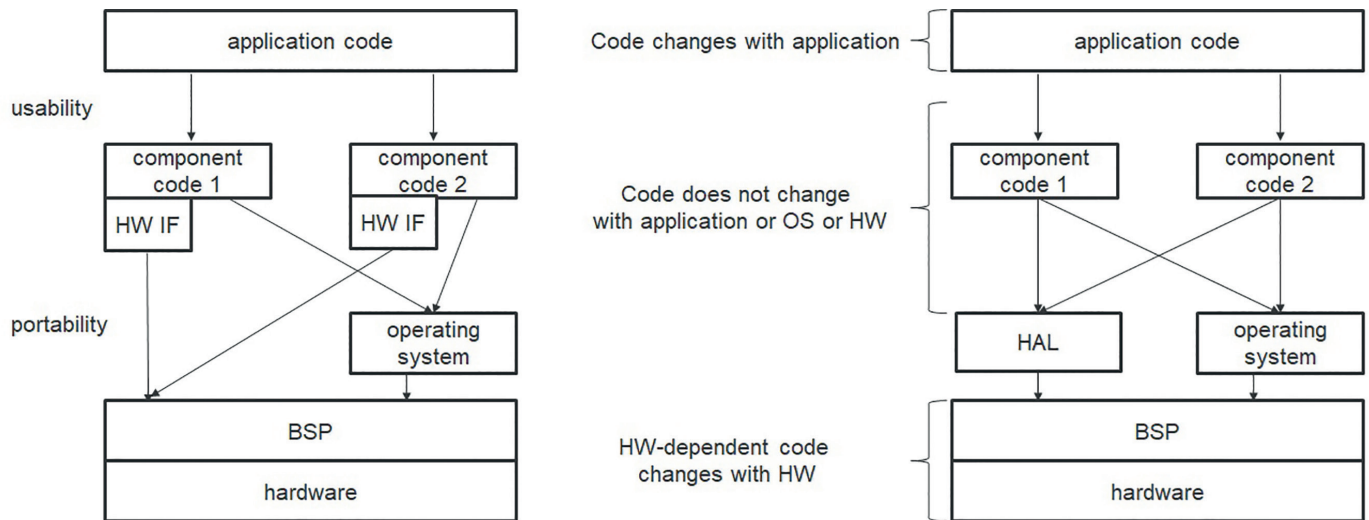 application code
usability
component
code 1
component
code 2
HW IF
HW IF
portability
operating
system
BSP
hardware
Code changes with application
Code does not change
with application or OS or HW
HW-dependent code
changes with HW
application code
component
code 1
component
code 2
HAL
operating
system
BSP
hardware